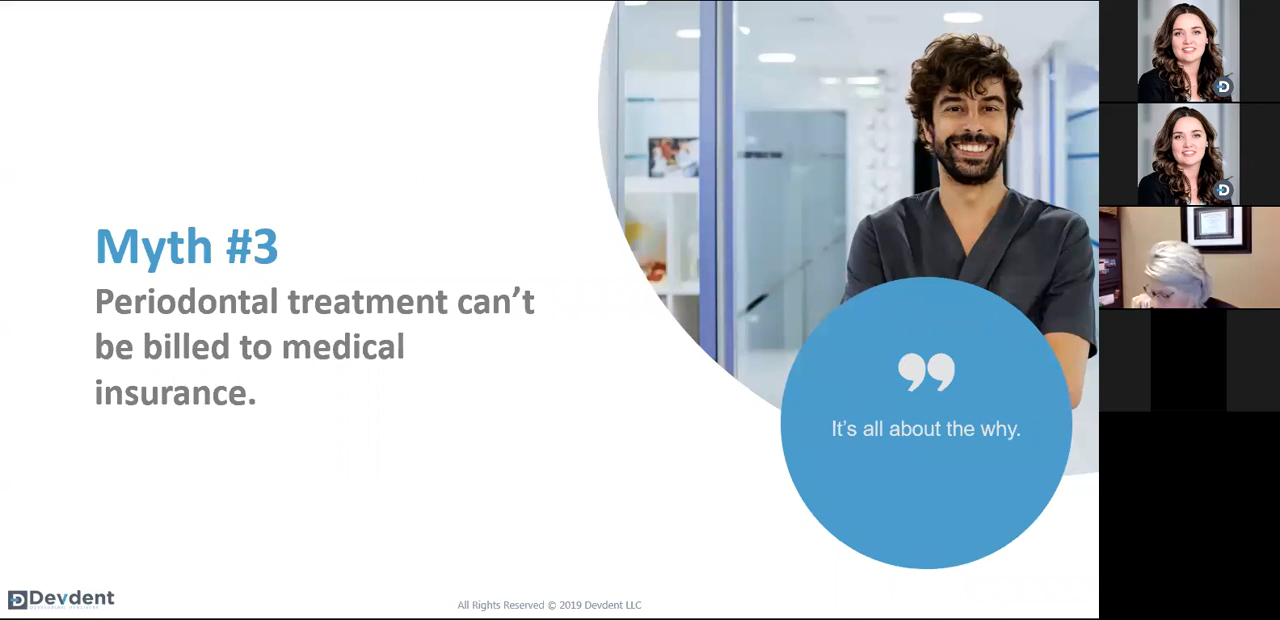 Myth #3
Periodontal treatment can’t
be billed to medical
insurance.
It’s all about the why.
Devdent
All Rights Reserved © 2019 Devdent LLC